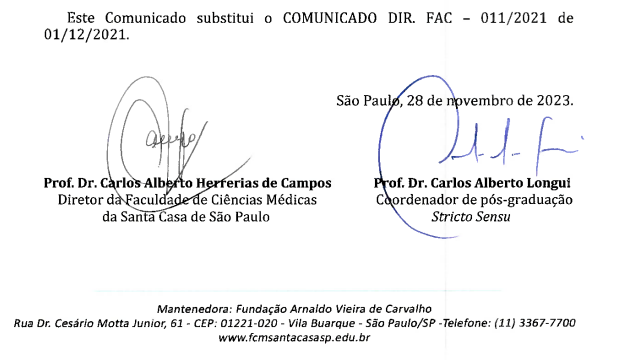 Este Comunicado substitui o COMUNICADO DIR. FAC – 011/2021 de
01/12/2021.
São Paulo, 28 de novembro de 2023.
Prof. Dr. Carlos Alberto Herrerias de Campos
Diretor da Faculdade de Ciências Médicas
da Santa Casa de São Paulo
Prof. Dr. Carlos Alberto Longui
Coordenador de pós-graduação
Stricto Sensu
Mantenedora: Fundação Arnaldo Vieira de Carvalho
Rua Dr. Cesário Motta Junior, 61 - CEP: 01221-020 - Vila Buarque - São Paulo/SP -Telefone: (11) 3367-7700
www.fcmsantacasasp.edu.br